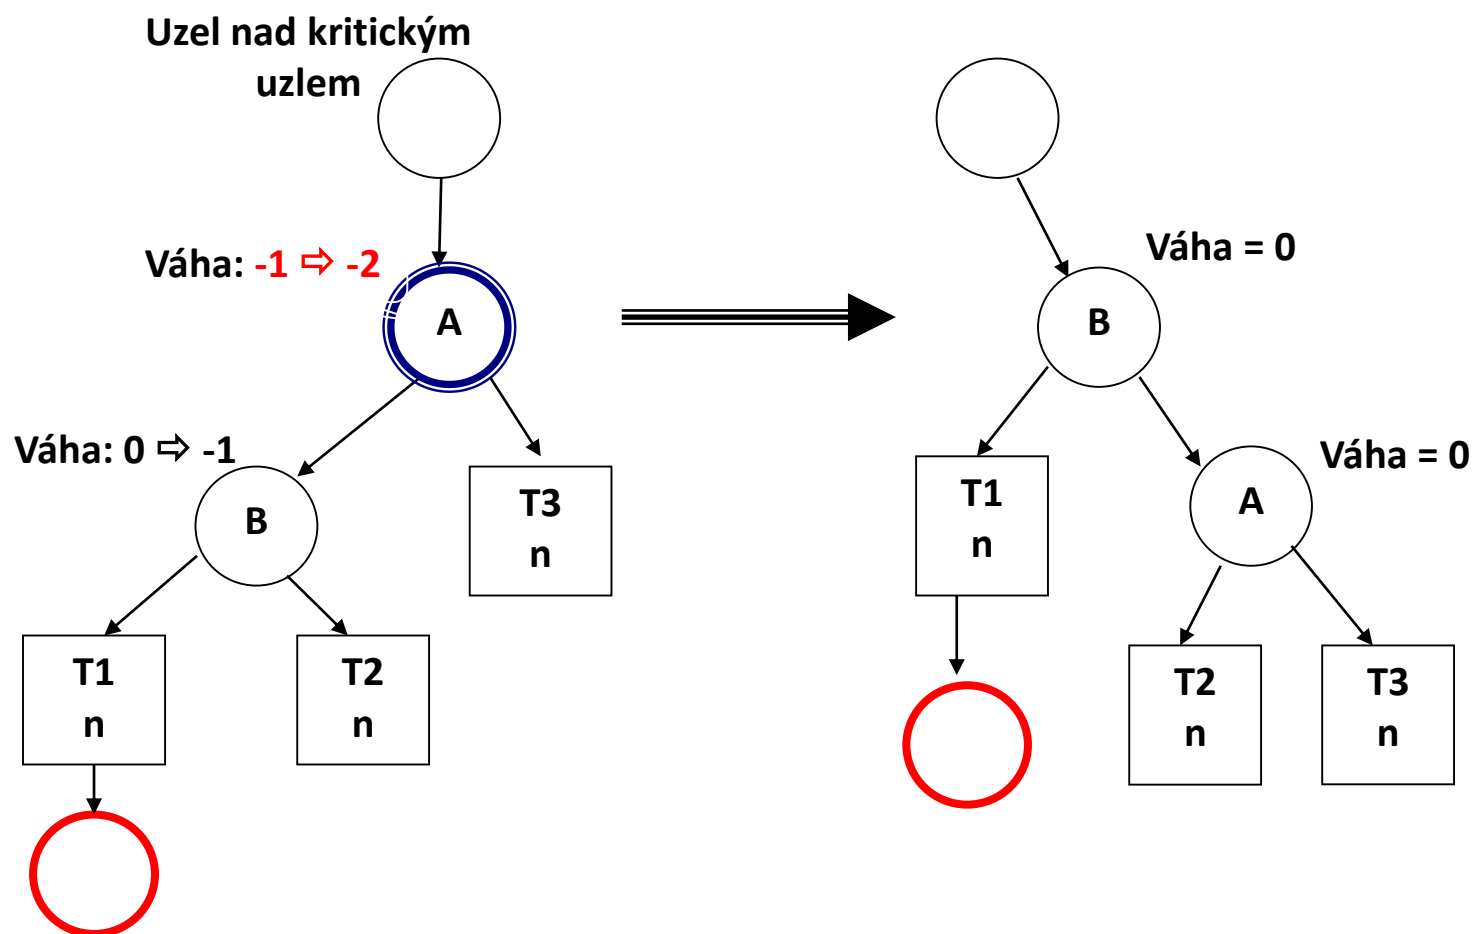 Uzel nad kritickým
uzlem
Váha: -1 ⇨ -2
A
Váha: 0 ⇨ -1
B
T3
n
T1
n
T2
n
Váha = 0
B
Váha = 0
T1
n
A
T2
n
T3
n